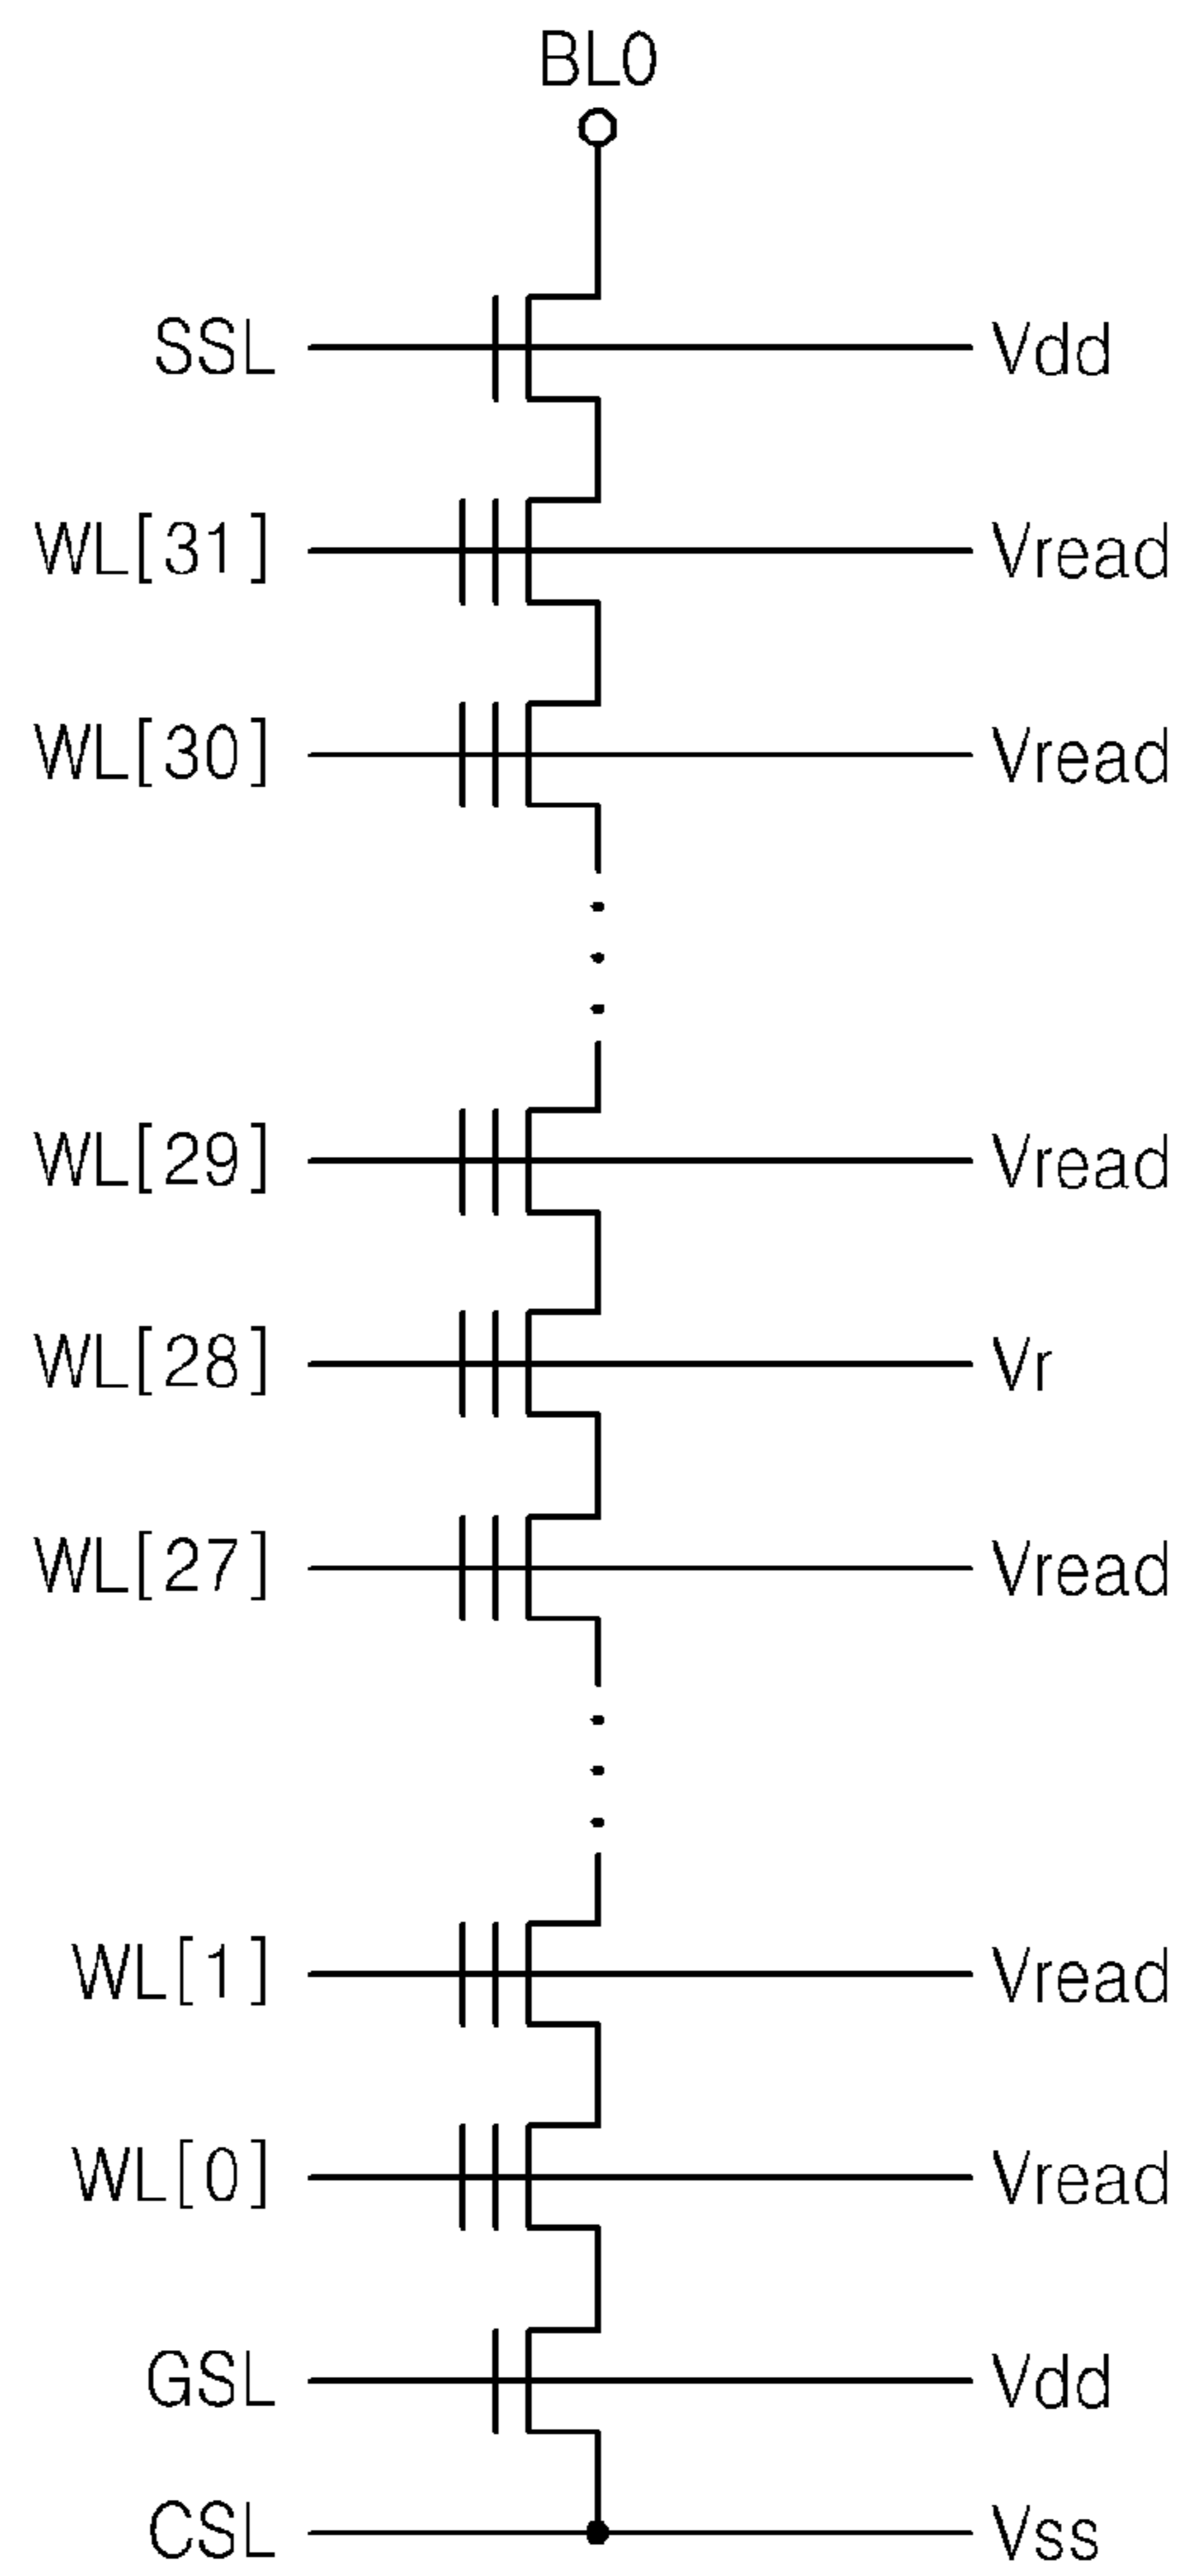 BL0
SSL Vdd
WL[31] Vread
WL[30] Vread
WL[29] Vread
WL[28] Vr
WL[27] Vread
WL[1] Vread
WL[0] Vread
GSL Vdd
CSL Vss